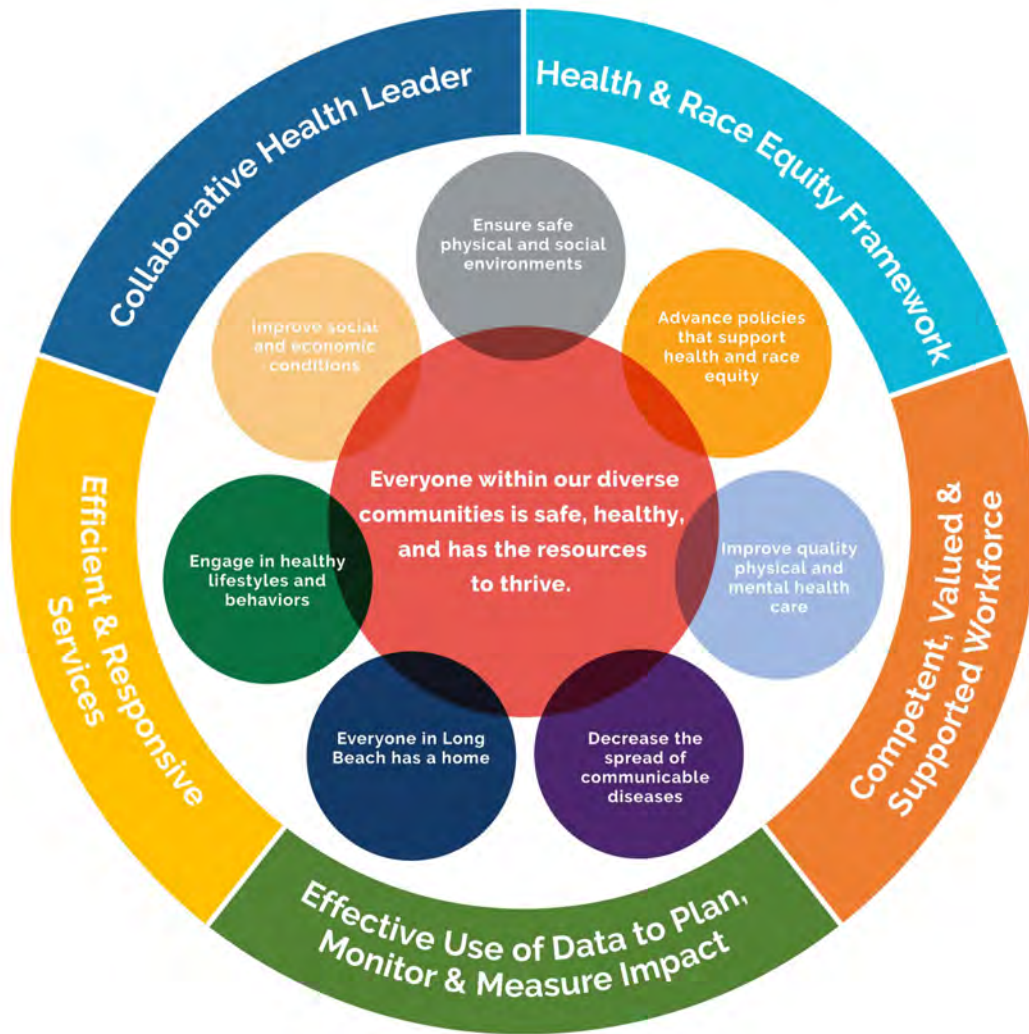 Collaborative Health Leader
Health & Race Equity Framework
Competent, Valued &
Supported Workforce
Effective Use of Data to Plan,
Monitor & Measure Impact
Efficient & Responsive
Services
Ensure safe
physical and social
environments
Advance policies
that support
health and race
equity
Improve quality
physical and
mental health
care
Decrease the
spread of
communicable
diseases
Everyone in Long
Beach has a home
Engage in healthy
lifestyles and
behaviors
Improve social
and economic
conditions
Everyone within our diverse
communities is safe, healthy,
and has the resources
to thrive.